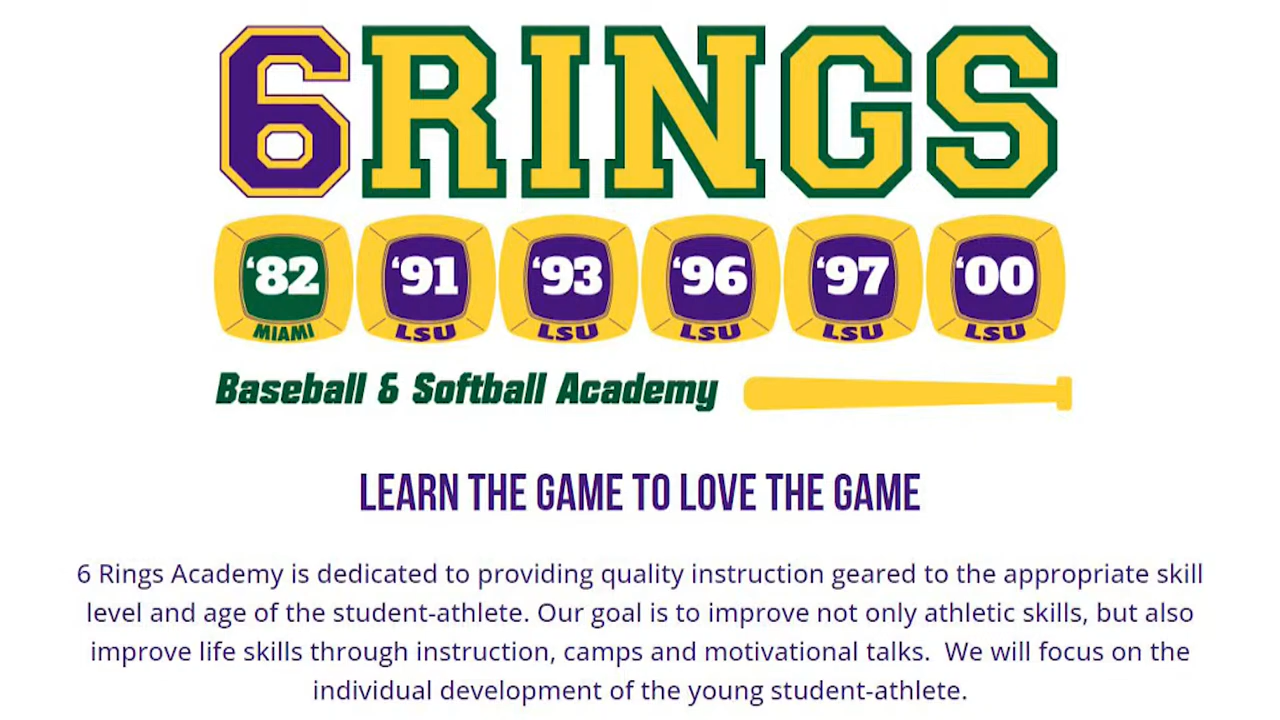 6RINGS
'82 '91 '93 '96 '97 '00
MIAMI LSU LSU LSU LSU LSU
Baseball & Softball Academy
LEARN THE GAME TO LOVE THE GAME
6 Rings Academy is dedicated to providing quality instruction geared to the appropriate skill
level and age of the student-athlete. Our goal is to improve not only athletic skills, but also
improve life skills through instruction, camps and motivational talks.  We will focus on the
individual development of the young student-athlete.